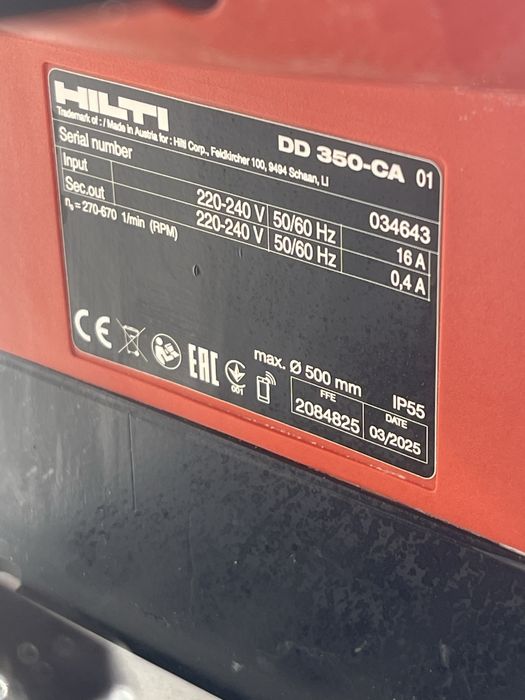 HILTI
DD 350-CA 01
Trademark of : / Made in Austria for : Hilti Corp., Feldkircher 100, 9494 Schaan, LI
Serial number 034643
Input 220-240 V 50/60 Hz 16 A
Sec.out 220-240 V 50/60 Hz 0,4 A
n₀ = 270-670 1/min (RPM)
CE EAC 001
max. Ø 500 mm IP55
FFE DATE
2084825 03/2025